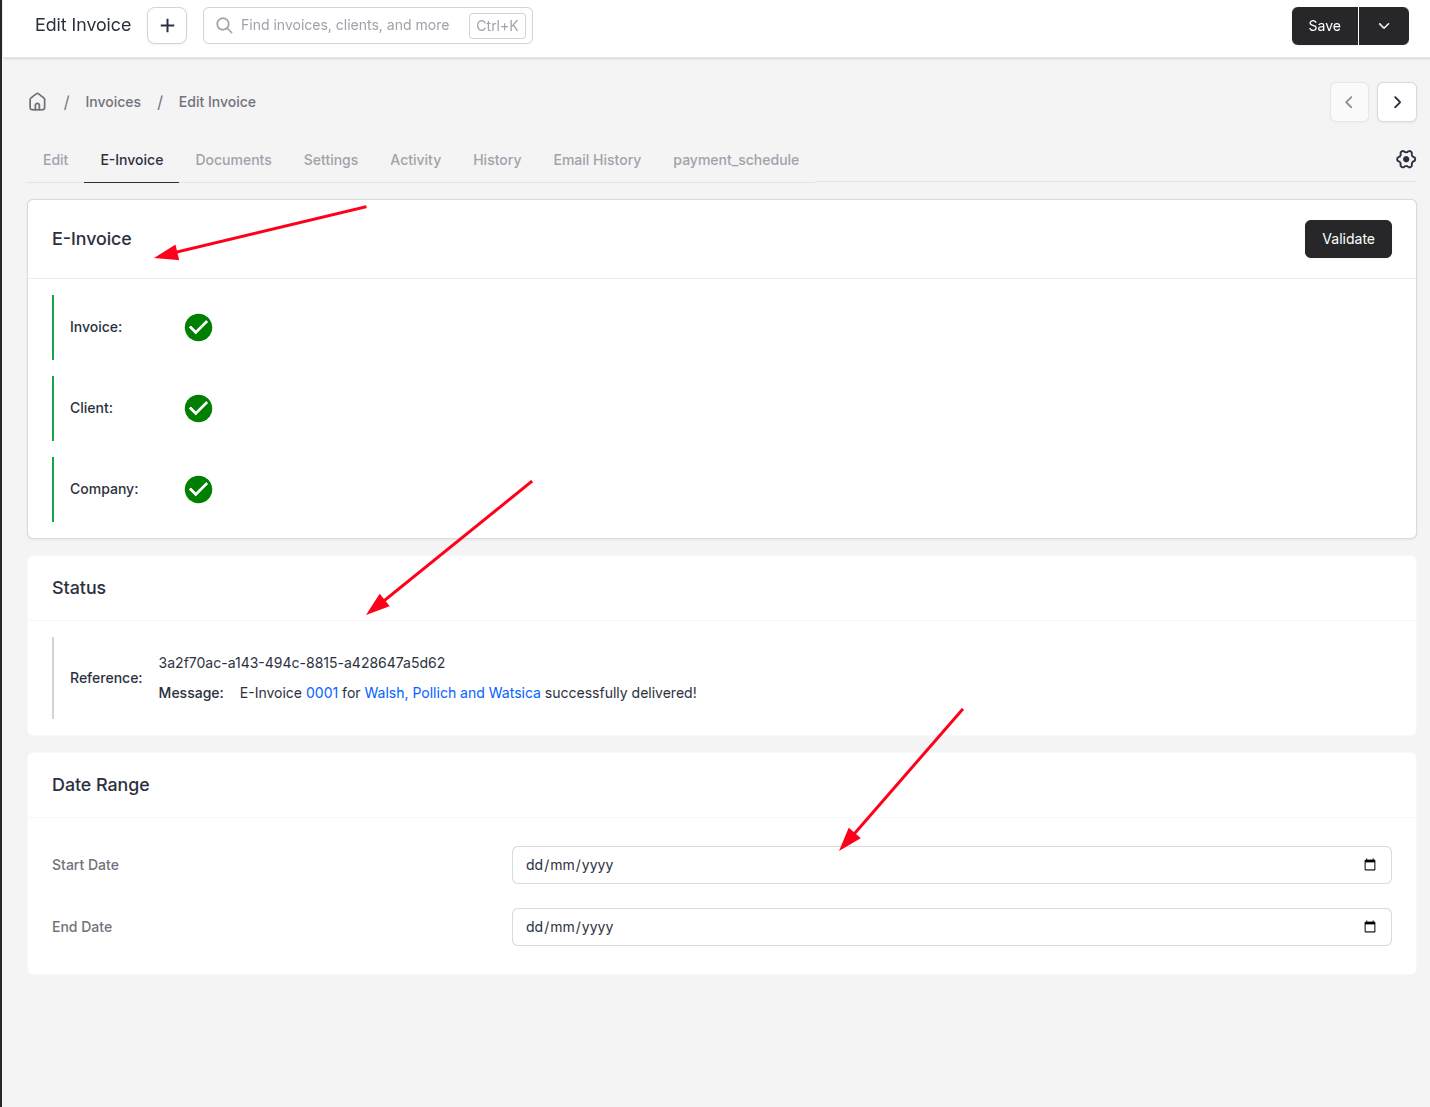 Edit Invoice
Find invoices, clients, and more Ctrl+K
Save
/ Invoices / Edit Invoice
Edit E-Invoice Documents Settings Activity History Email History payment_schedule
E-Invoice
Validate
Invoice:
Client:
Company:
Status
Reference:
3a2f70ac-a143-494c-8815-a428647a5d62
Message: E-Invoice 0001 for Walsh, Pollich and Watsica successfully delivered!
Date Range
Start Date dd/mm/yyyy
End Date dd/mm/yyyy